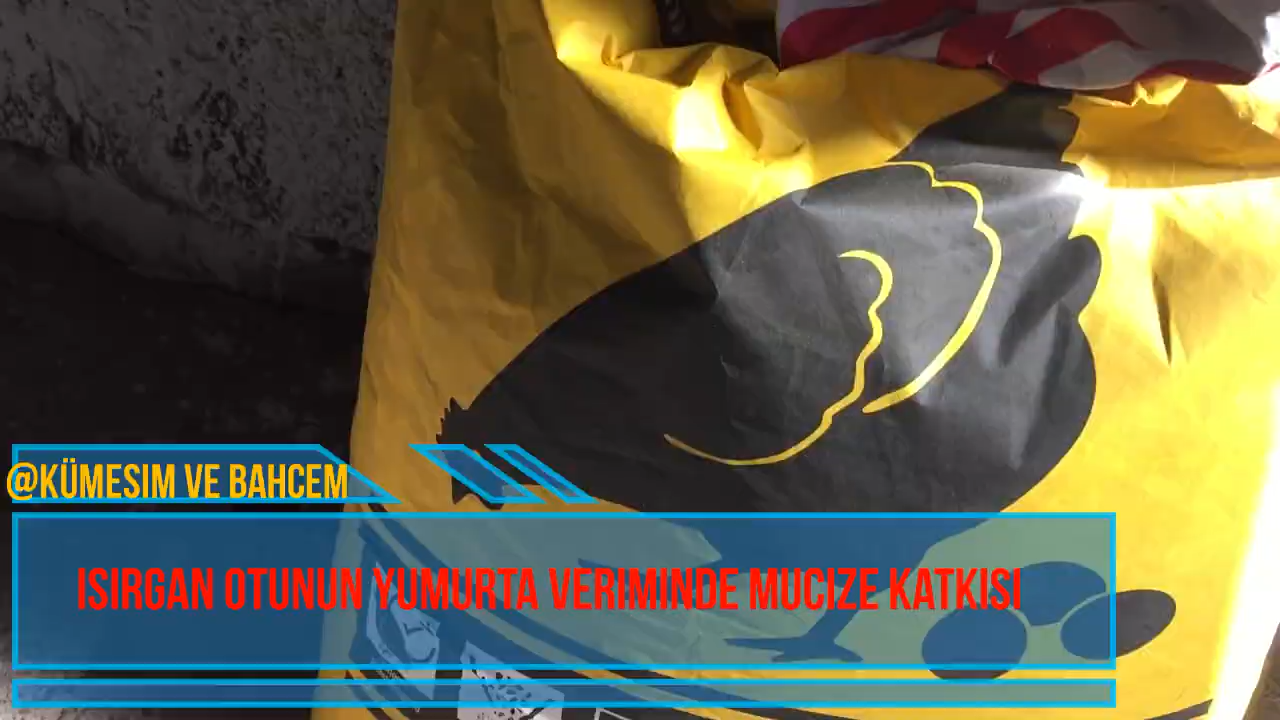 @KÜMESIM VE BAHCEM
ISIRGAN OTUNUN YUMURTA VERIMINDE MUCIZE KATKISI